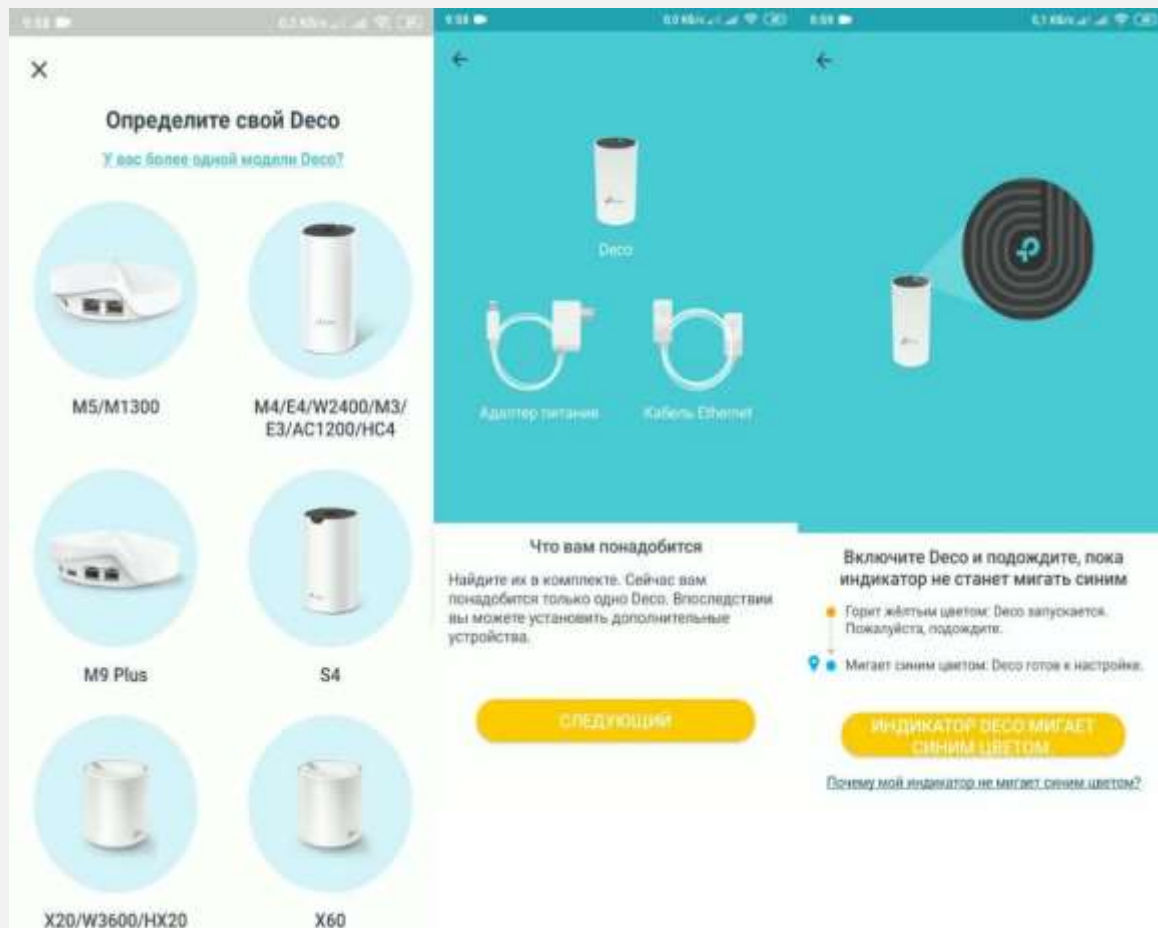 9:58
Определите свой Deco
У вас более одной модели Deco?
M5/M1300
M4/E4/W2400/M3/
E3/AC1200/HC4
M9 Plus
S4
X20/W3600/HX20
X60
9:58
Deco
Адаптер питания
Кабель Ethernet
Что вам понадобится
Найдите их в комплекте. Сейчас вам
понадобится только одно Deco. Впоследствии
вы можете установить дополнительные
устройства.
СЛЕДУЮЩИЙ
Включите Deco и подождите, пока
индикатор не станет мигать синим
Горит жёлтым цветом: Deco запускается.
Пожалуйста, подождите.
Мигает синим цветом: Deco готов к настройке.
ИНДИКАТОР DECO МИГАЕТ
СИНИМ ЦВЕТОМ
Почему мой индикатор не мигает синим цветом?